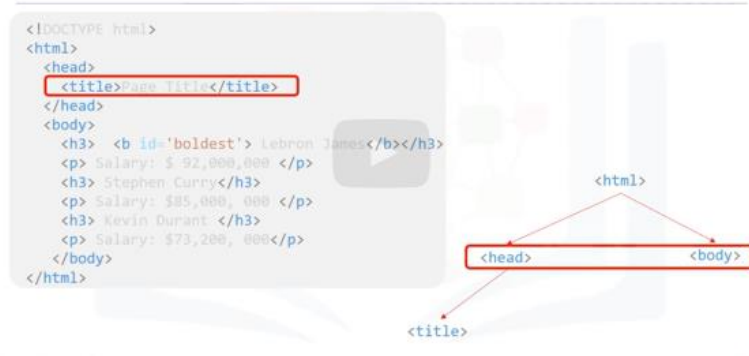 <!DOCTYPE html>
<html>
<head>
<title>Page Title</title>
</head>
<body>
<h3> <b id='boldest'> Lebron James</b></h3>
<p> Salary: $ 92,000,000 </p>
<h3> Stephen Curry</h3>
<p> Salary: $85,000, 000 </p>
<h3> Kevin Durant </h3>
<p> Salary: $73,200, 000</p>
</body>
</html>
<html>
<head> <body>
<title>